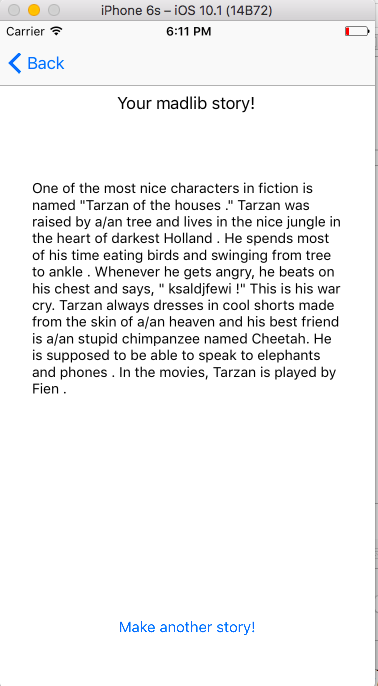 iPhone 6s – iOS 10.1 (14B72)
Carrier 6:11 PM
Back
Your madlib story!
One of the most nice characters in fiction is
named "Tarzan of the houses ." Tarzan was
raised by a/an tree and lives in the nice jungle in
the heart of darkest Holland . He spends most
of his time eating birds and swinging from tree
to ankle . Whenever he gets angry, he beats on
his chest and says, " ksaldjfewi !" This is his war
cry. Tarzan always dresses in cool shorts made
from the skin of a/an heaven and his best friend
is a/an stupid chimpanzee named Cheetah. He
is supposed to be able to speak to elephants
and phones . In the movies, Tarzan is played by
Fien .
Make another story!